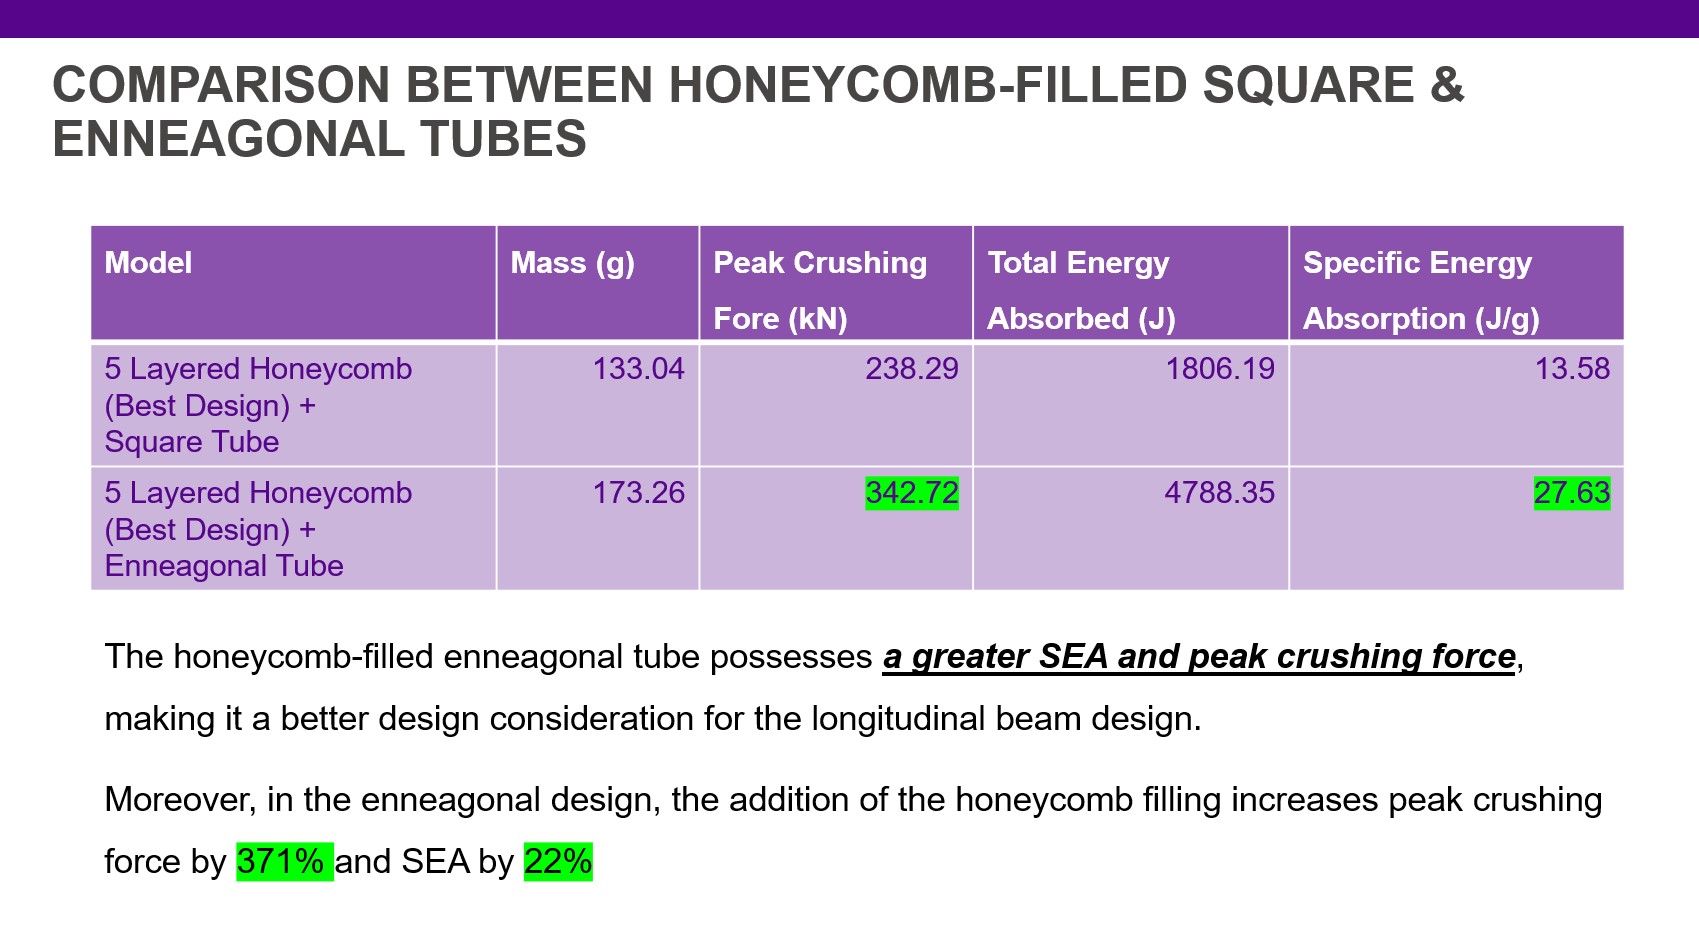 COMPARISON BETWEEN HONEYCOMB-FILLED SQUARE &
ENNEAGONAL TUBES
Model Mass (g) Peak Crushing Fore (kN) Total Energy Absorbed (J) Specific Energy Absorption (J/g)
5 Layered Honeycomb 133.04 238.29 1806.19 13.58
(Best Design) +
Square Tube
5 Layered Honeycomb 173.26 342.72 4788.35 27.63
(Best Design) +
Enneagonal Tube
The honeycomb-filled enneagonal tube possesses a greater SEA and peak crushing force,
making it a better design consideration for the longitudinal beam design.
Moreover, in the enneagonal design, the addition of the honeycomb filling increases peak crushing
force by 371% and SEA by 22%